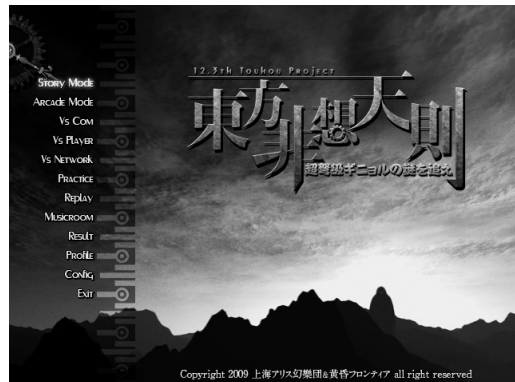 12.3th Touhou Project
東方非想天則
超弩級ギニョルの謎を追え
Story Mode
Arcade Mode
Vs Com
Vs Player
Vs Network
Practice
Replay
Musicroom
Result
Profile
Config
Exit
Copyright 2009 上海アリス幻樂団&黄昏フロンティア all right reserved